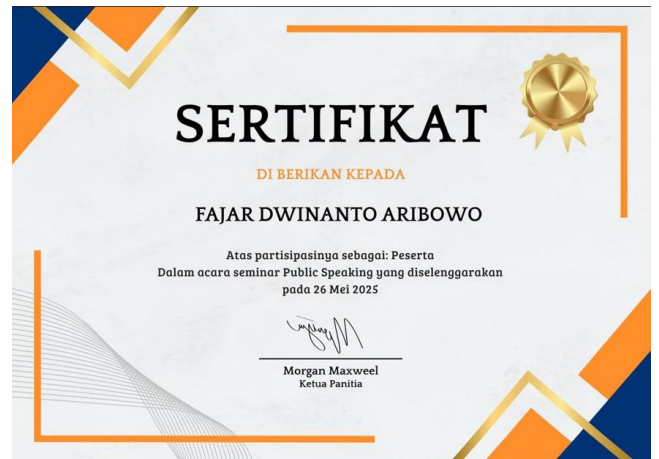 SERTIFIKAT
DI BERIKAN KEPADA
FAJAR DWINANTO ARIBOWO
Atas partisipasinya sebagai: Peserta
Dalam acara seminar Public Speaking yang diselenggarakan
pada 26 Mei 2025
Morgan Maxweel
Ketua Panitia